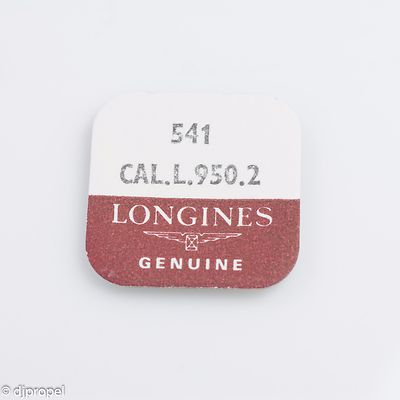 541
CAL.L.950.2
LONGINES
GENUINE
© djpropel